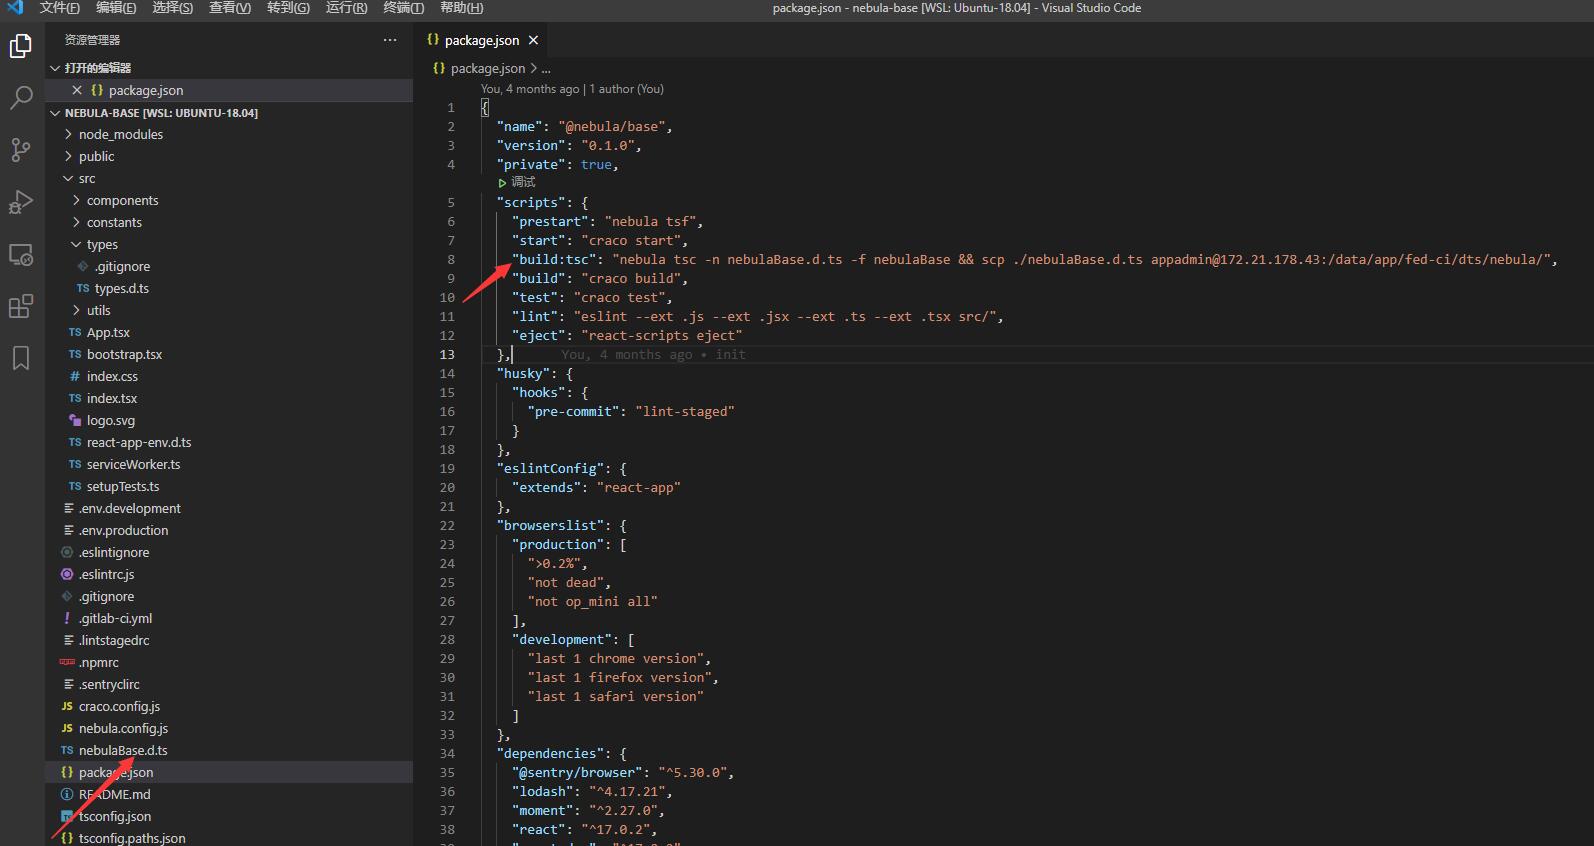 文件(F) 编辑(E) 选择(S) 查看(V) 转到(G) 运行(R) 终端(T) 帮助(H)
package.json - nebula-base [WSL: Ubuntu-18.04] - Visual Studio Code
资源管理器 ···
打开的编辑器
package.json
NEBULA-BASE [WSL: UBUNTU-18.04]
node_modules
public
src
components
constants
types
.gitignore
TS types.d.ts
utils
TS App.tsx
TS bootstrap.tsx
# index.css
TS index.tsx
logo.svg
TS react-app-env.d.ts
TS serviceWorker.ts
TS setupTests.ts
.env.development
.env.production
.eslintignore
.eslintrc.js
.gitignore
! .gitlab-ci.yml
.lintstagedrc
.npmrc
.sentryclirc
JS craco.config.js
JS nebula.config.js
TS nebulaBase.d.ts
{} package.json
README.md
tsconfig.json
{} tsconfig.paths.json
{} package.json
{} package.json > ...
You, 4 months ago | 1 author (You)
1 {
2 "name": "@nebula/base",
3 "version": "0.1.0",
4 "private": true,
调试
5 "scripts": {
6 "prestart": "nebula tsf",
7 "start": "craco start",
8 "build:tsc": "nebula tsc -n nebulaBase.d.ts -f nebulaBase && scp ./nebulaBase.d.ts appadmin@172.21.178.43:/data/app/fed-ci/dts/nebula/",
9 "build": "craco build",
10 "test": "craco test",
11 "lint": "eslint --ext .js --ext .jsx --ext .ts --ext .tsx src/",
12 "eject": "react-scripts eject"
13 }, You, 4 months ago • init
14 "husky": {
15 "hooks": {
16 "pre-commit": "lint-staged"
17 }
18 },
19 "eslintConfig": {
20 "extends": "react-app"
21 },
22 "browserslist": {
23 "production": [
24 ">0.2%",
25 "not dead",
26 "not op_mini all"
27 ],
28 "development": [
29 "last 1 chrome version",
30 "last 1 firefox version",
31 "last 1 safari version"
32 ]
33 },
34 "dependencies": {
35 "@sentry/browser": "^5.30.0",
36 "lodash": "^4.17.21",
37 "moment": "^2.27.0",
38 "react": "^17.0.2",